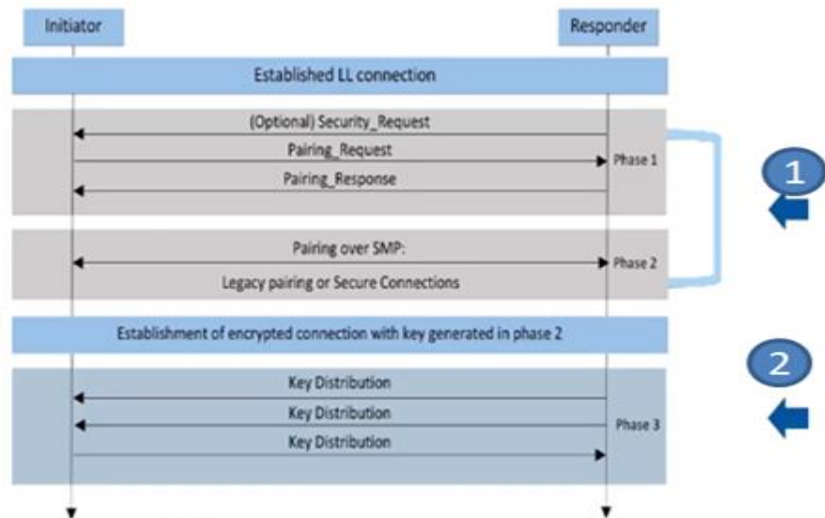 Initiator
Responder
Established LL connection
(Optional) Security_Request
Pairing_Request
Phase 1
Pairing_Response
1
Pairing over SMP:
Phase 2
Legacy pairing or Secure Connections
Establishment of encrypted connection with key generated in phase 2
2
Key Distribution
Key Distribution
Phase 3
Key Distribution